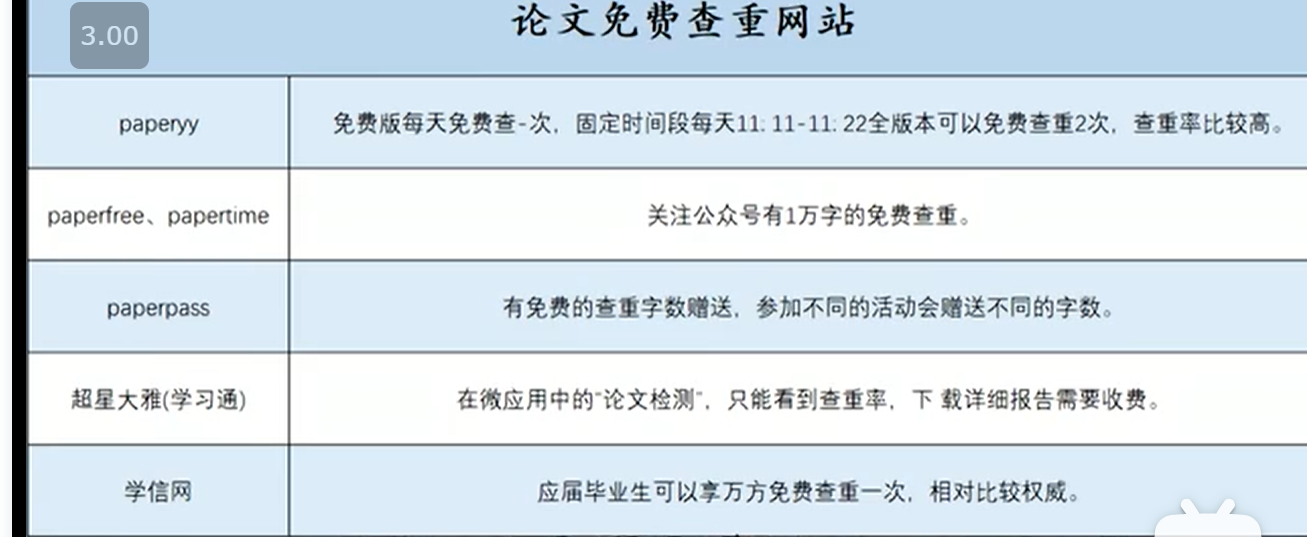 3.00
论文免费查重网站
paperyy
免费版每天免费查-次，固定时间段每天11: 11-11: 22全版本可以免费查重2次，查重率比较高。
paperfree、papertime
关注公众号有1万字的免费查重。
paperpass
有免费的查重字数赠送，参加不同的活动会赠送不同的字数。
超星大雅(学习通)
在微应用中的"论文检测"，只能看到查重率，下 载详细报告需要收费。
学信网
应届毕业生可以享万方免费查重一次，相对比较权威。